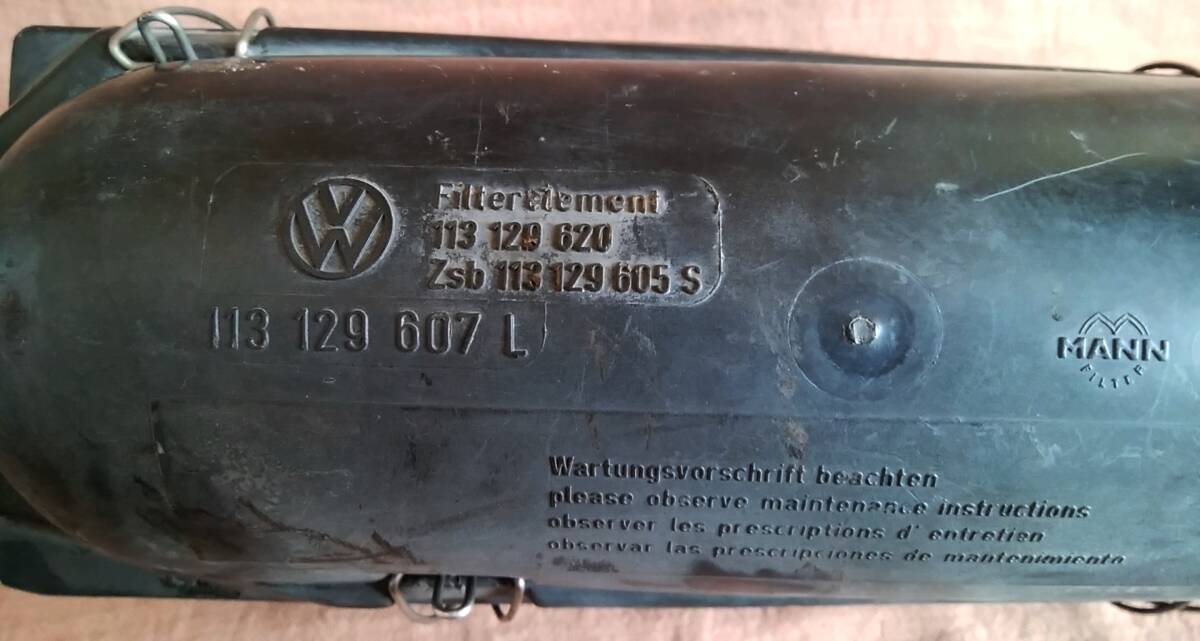 Filterelement
113 129 620
Zsb 113 129 605 S
113 129 607 L
MANN
FILTER
Wartungsvorschrift beachten
please observe maintenance instructions
observer les prescriptions d' entretien
observar las prescripciones de mantenimiento